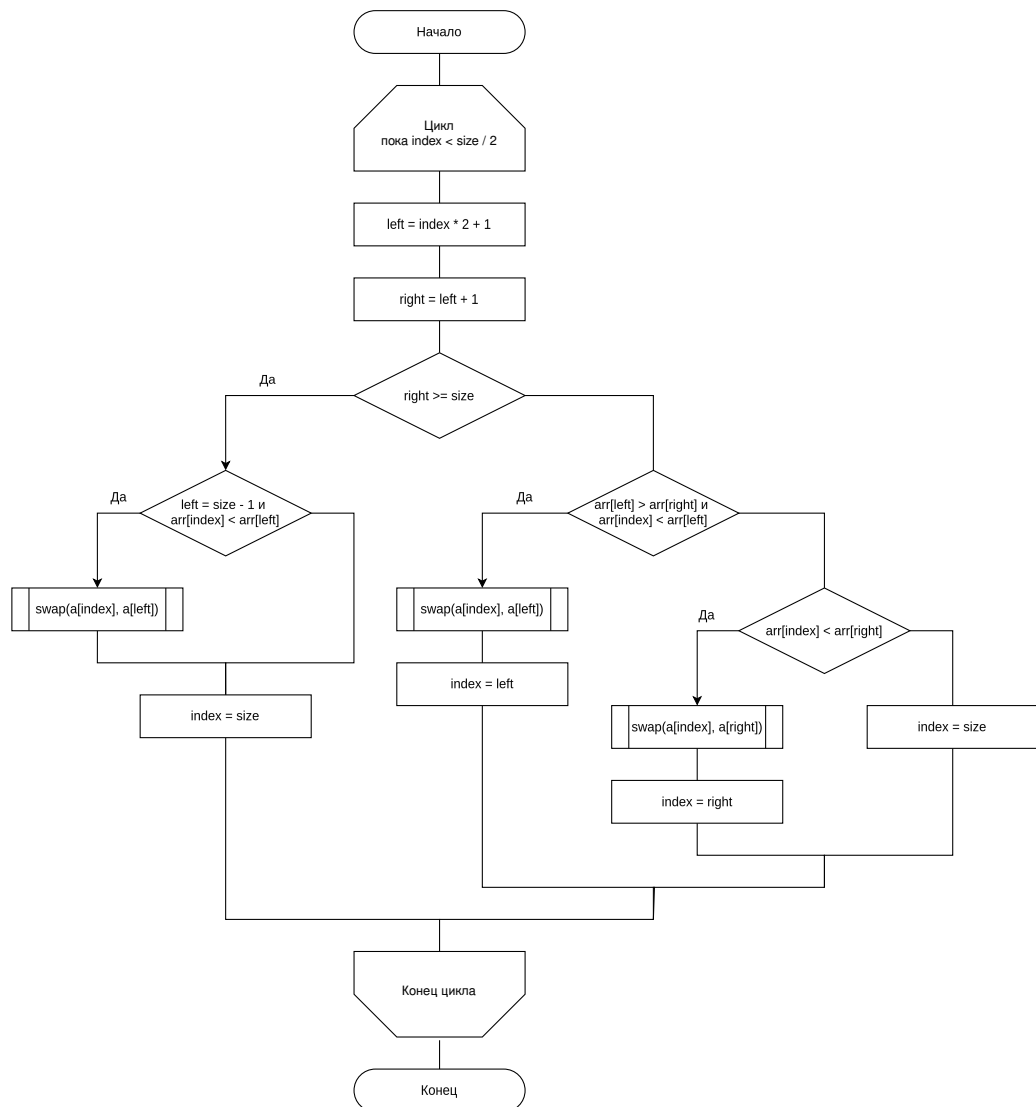 Начало
Цикл
пока index < size / 2
left = index * 2 + 1
right = left + 1
Да
right >= size
Да
left = size - 1 и
arr[index] < arr[left]
Да
arr[left] > arr[right] и
arr[index] < arr[left]
swap(a[index], a[left])
swap(a[index], a[left])
Да
arr[index] < arr[right]
index = left
index = size
swap(a[index], a[right])
index = size
index = right
Конец цикла
Конец